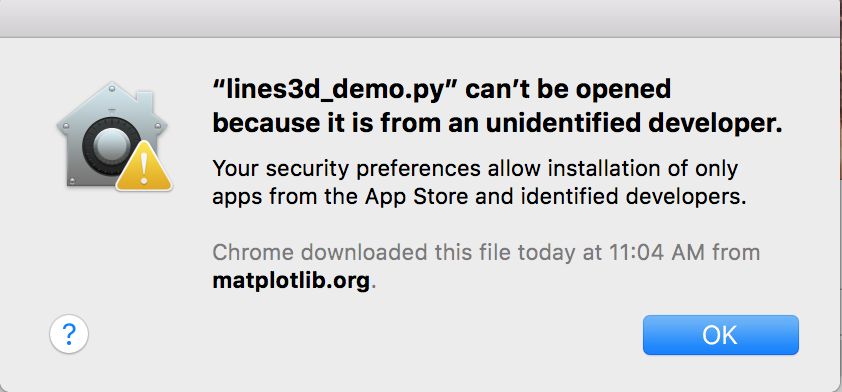 “lines3d_demo.py” can’t be opened
because it is from an unidentified developer.
Your security preferences allow installation of only
apps from the App Store and identified developers.
Chrome downloaded this file today at 11:04 AM from
matplotlib.org.
?
OK